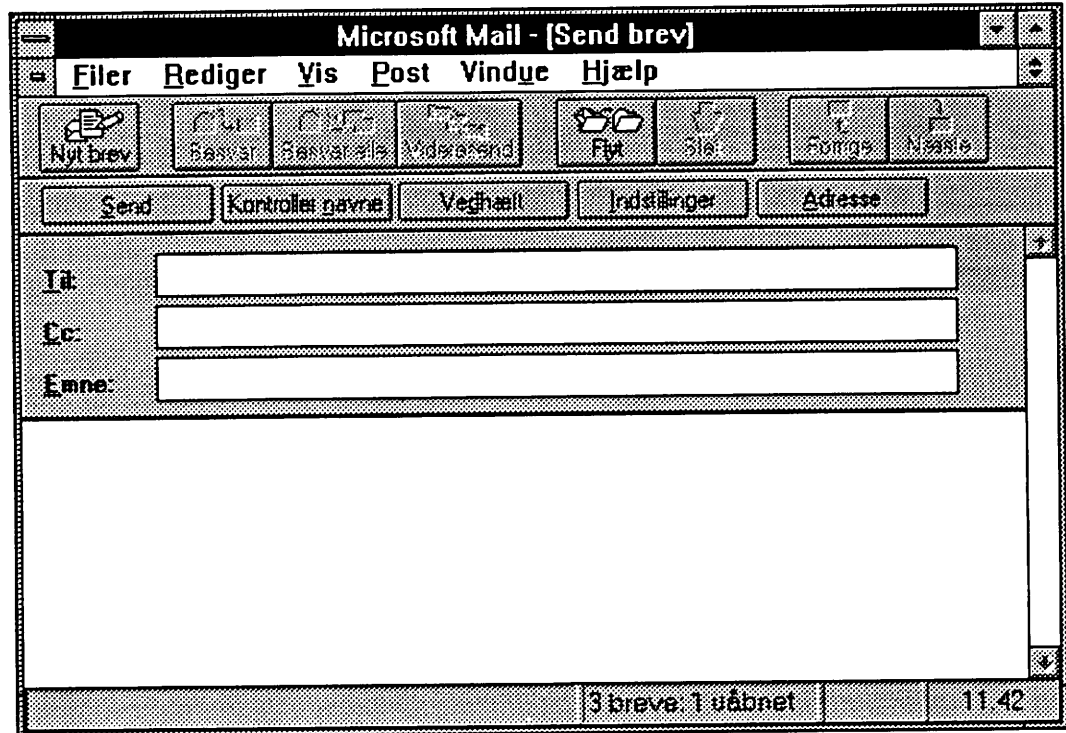 Microsoft Mail - [Send brev]
Filer Rediger Vis Post Vindue Hjælp
Nyt brev Besvar Besvar alle Videresend Flyt Slet Forrige Næste
Send Kontroller navne Vedhæft Indstillinger Adresse
Til:
Cc:
Emne:
3 breve: 1 uåbnet 11:42